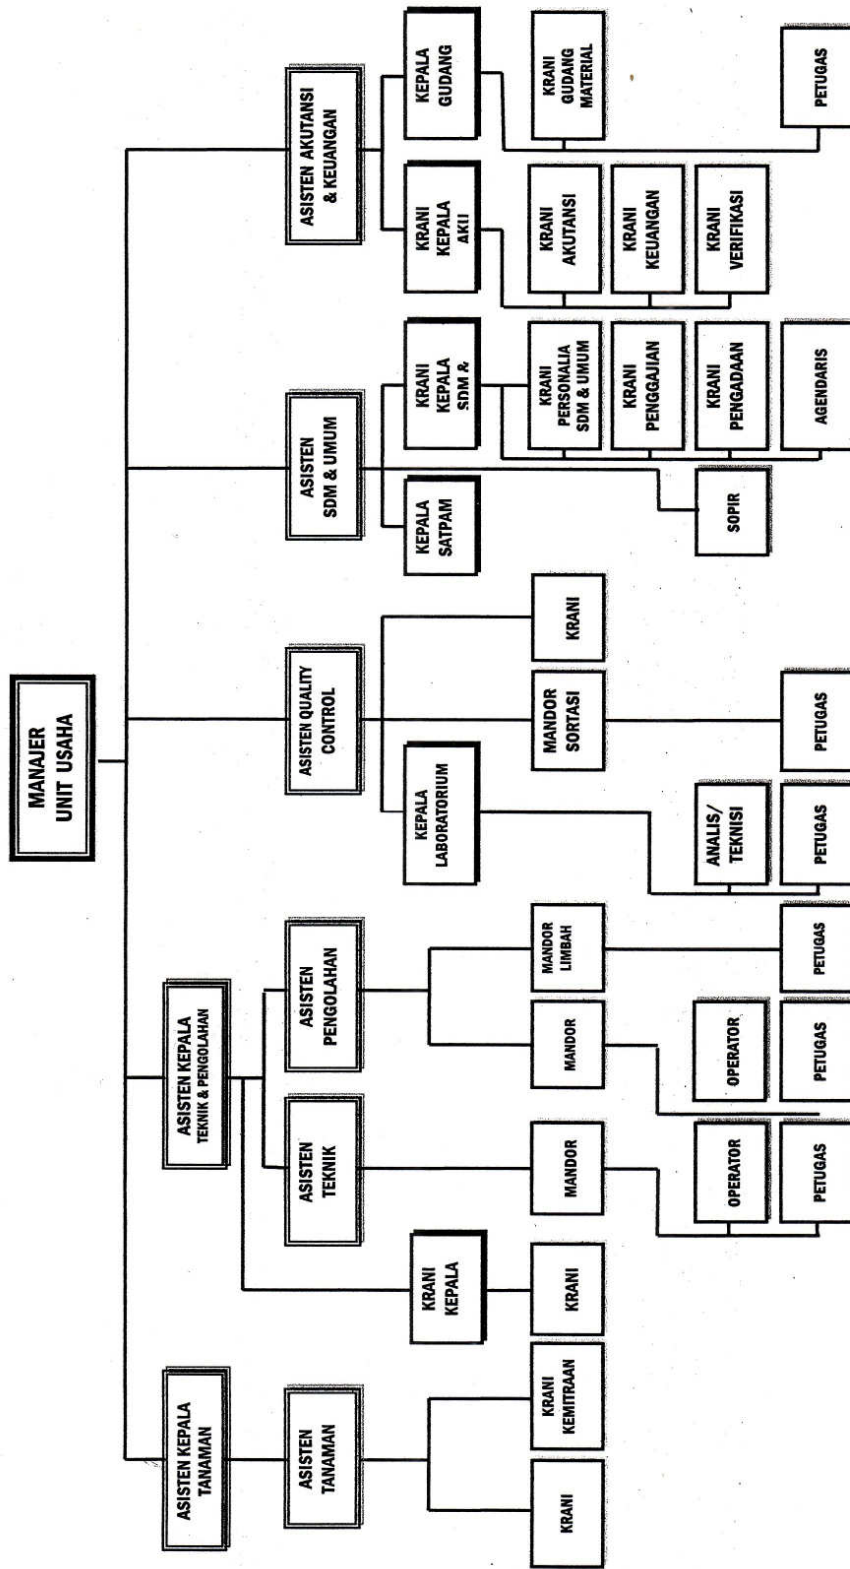 MANAJER
UNIT USAHA
ASISTEN KEPALA
TANAMAN
ASISTEN KEPALA
TEKNIK & PENGOLAHAN
ASISTEN
TANAMAN
ASISTEN
TEKNIK
ASISTEN
PENGOLAHAN
ASISTEN QUALITY
CONTROL
ASISTEN
SDM & UMUM
ASISTEN AKUTANSI
& KEUANGAN
KRANI
KEPALA
KEPALA
LABORATORIUM
KEPALA
SATPAM
KRANI
KEPALA
SDM &
KRANI
KEPALA
AKU
KEPALA
GUDANG
KRANI
KRANI
KEMITRAAN
KRANI
MANDOR
MANDOR
MANDOR
LIMBAH
MANDOR
SORTASI
KRANI
KRANI
PERSONALIA
SDM & UMUM
KRANI
AKUTANSI
KRANI
GUDANG
MATERIAL
KRANI
PENGGAJIAN
KRANI
KEUANGAN
OPERATOR
OPERATOR
ANALIS/
TEKNISI
SOPIR
KRANI
PENGADAAN
KRANI
VERIFIKASI
PETUGAS
PETUGAS
PETUGAS
PETUGAS
PETUGAS
AGENDARIS
PETUGAS